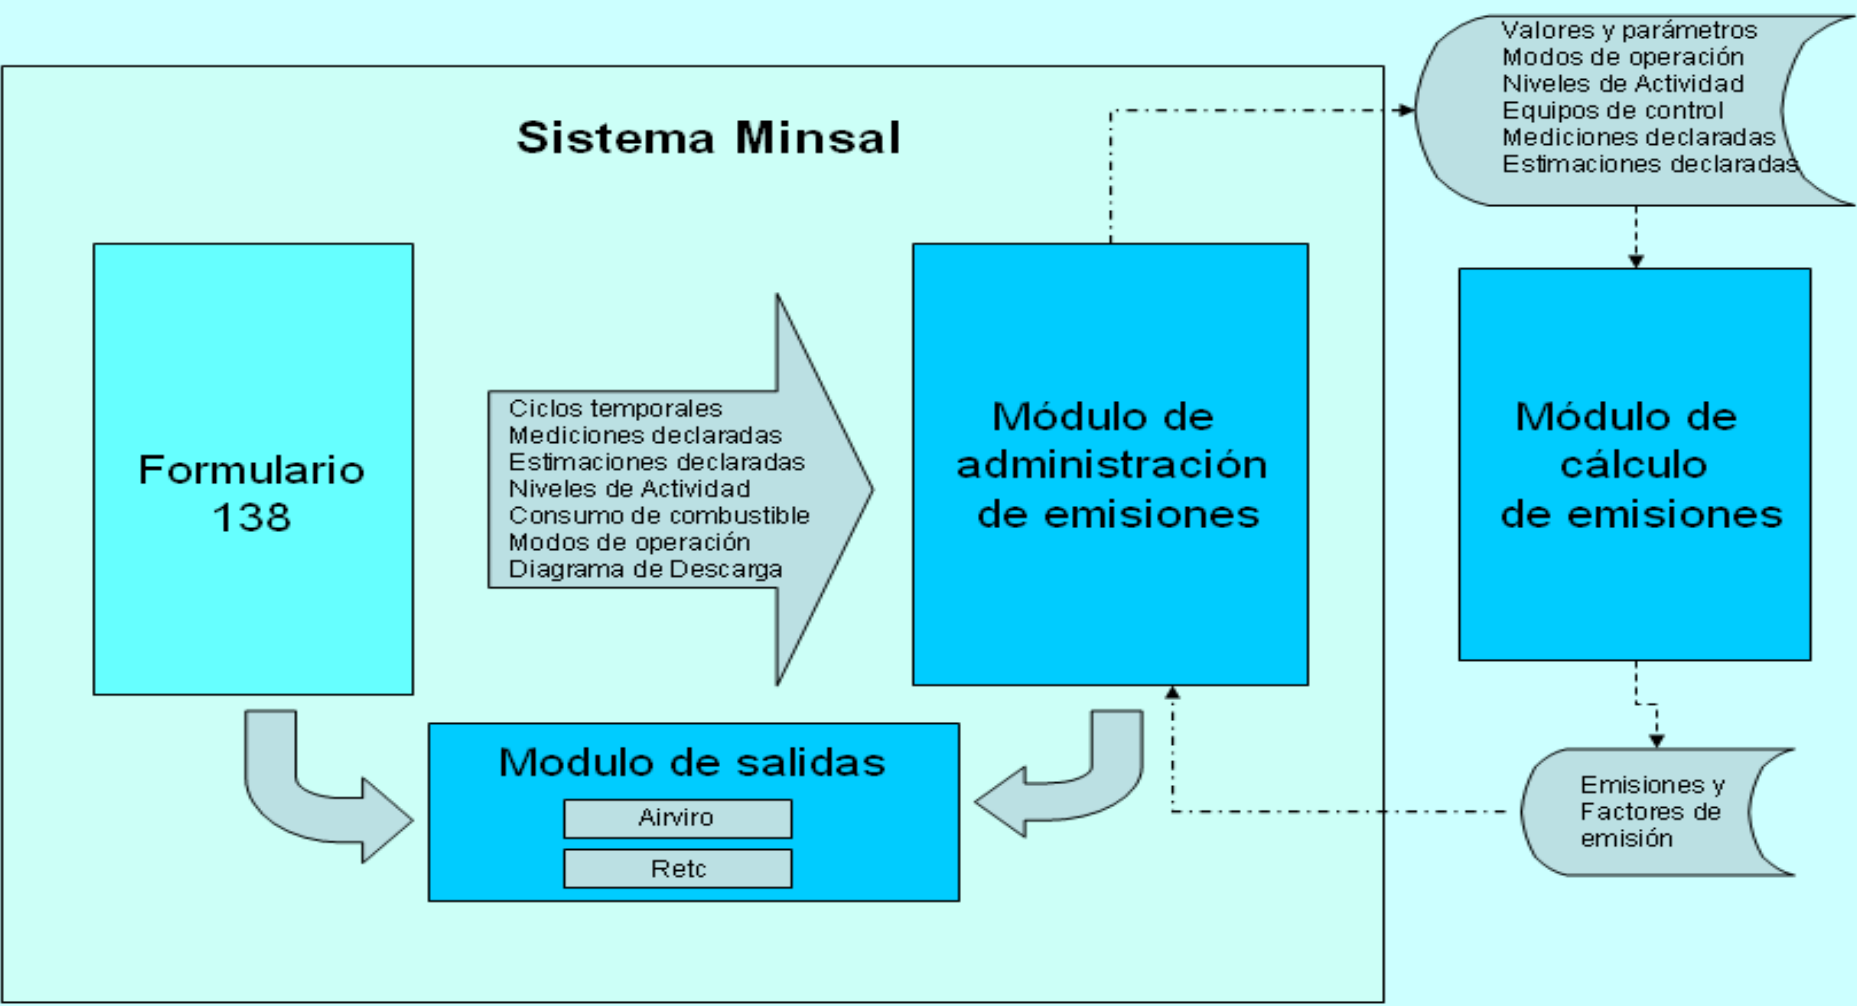 Valores y parámetros
Modos de operación
Niveles de Actividad
Equipos de control
Mediciones declaradas
Estimaciones declaradas
Sistema Minsal
Formulario
138
Ciclos temporales
Mediciones declaradas
Estimaciones declaradas
Niveles de Actividad
Consumo de combustible
Modos de operación
Diagrama de Descarga
Módulo de
administración
de emisiones
Módulo de
cálculo
de emisiones
Modulo de salidas
Airviro
Retc
Emisiones y
Factores de
emisión